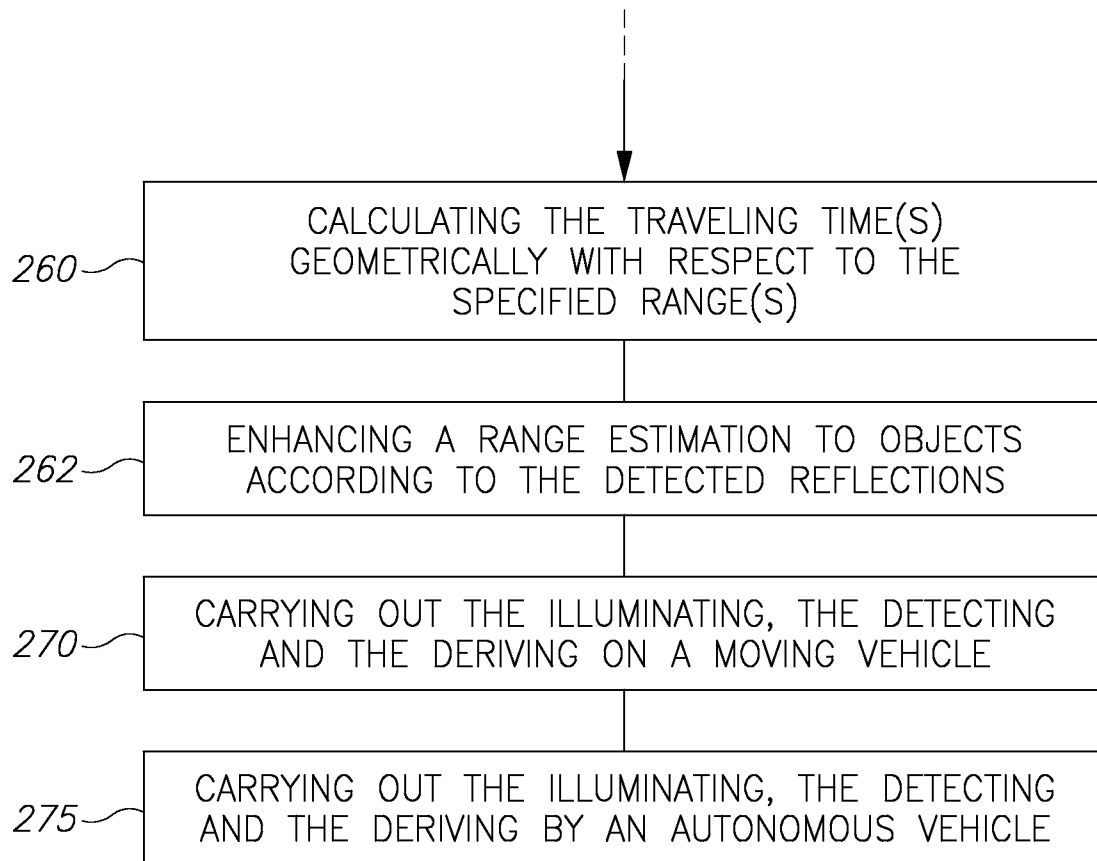 CALCULATING THE TRAVELING TIME(S)
GEOMETRICALLY WITH RESPECT TO THE
SPECIFIED RANGE(S)
260
ENHANCING A RANGE ESTIMATION TO OBJECTS
ACCORDING TO THE DETECTED REFLECTIONS
262
CARRYING OUT THE ILLUMINATING, THE DETECTING
AND THE DERIVING ON A MOVING VEHICLE
270
CARRYING OUT THE ILLUMINATING, THE DETECTING
AND THE DERIVING BY AN AUTONOMOUS VEHICLE
275